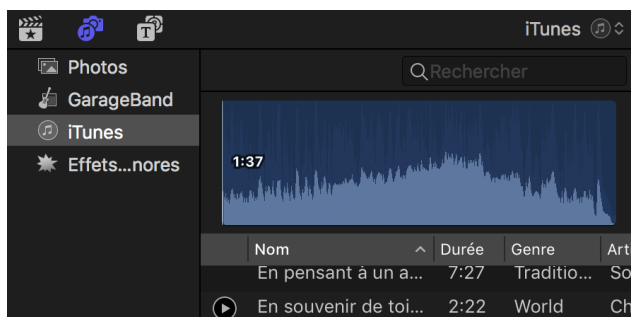 iTunes
Photos
Rechercher
GarageBand
iTunes
Effets...nores
1:37
Nom Durée Genre Arti
En pensant à un a... 7:27 Traditio... So
En souvenir de toi... 2:22 World Ch